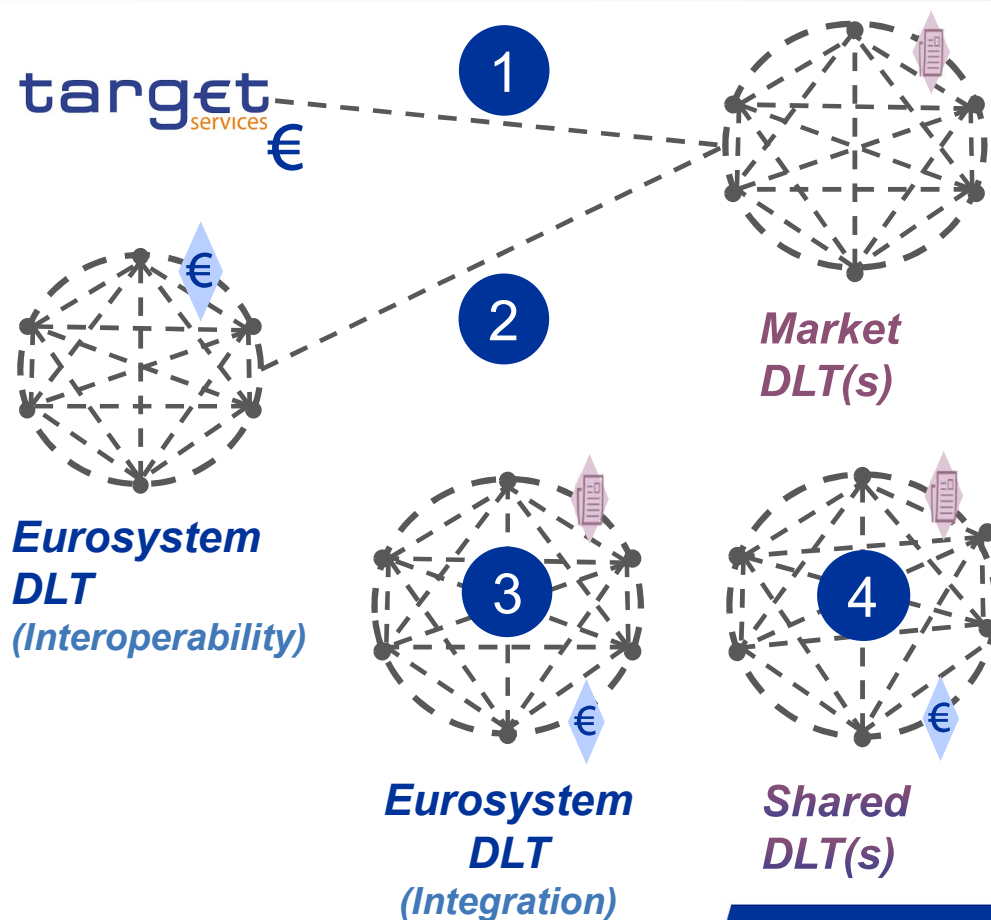 1
target
services
€
€
2
Market
DLT(s)
Eurosystem
DLT
(Interoperability)
3
4
€
€
Eurosystem
DLT
(Integration)
Shared
DLT(s)